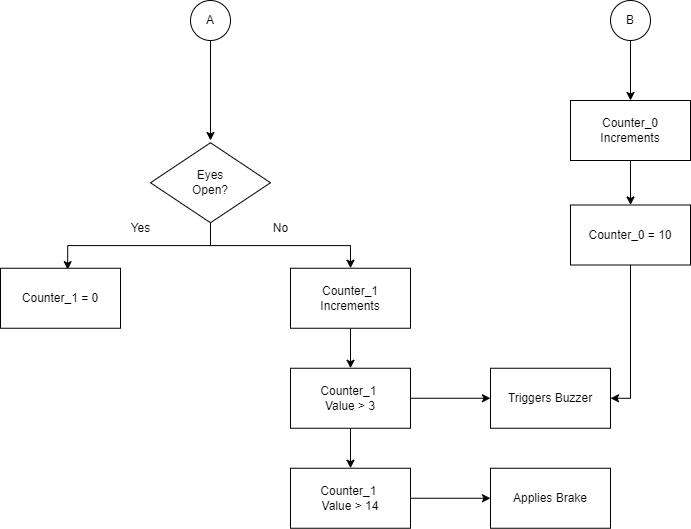 A
B
Counter_0
Increments
Eyes
Open?
Yes
No
Counter_0 = 10
Counter_1 = 0
Counter_1
Increments
Counter_1
Value > 3
Triggers Buzzer
Counter_1
Value > 14
Applies Brake